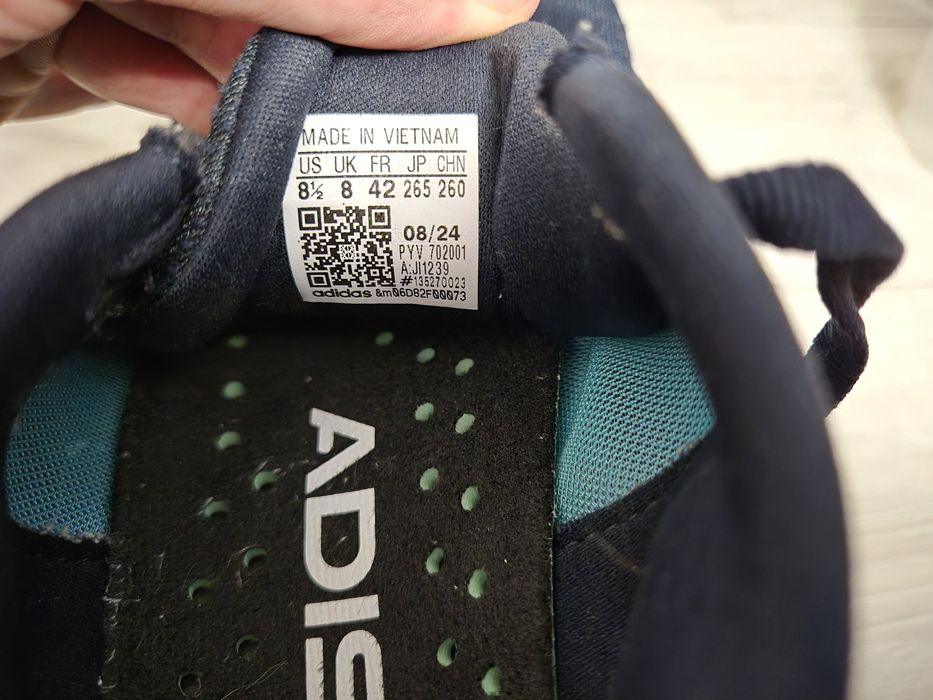 MADE IN VIETNAM
US UK FR JP CHN
8½ 8 42 265 260
08/24
PYV 702001
A:JI1239
#135270023
adidas &m06D82F00073
ADIS